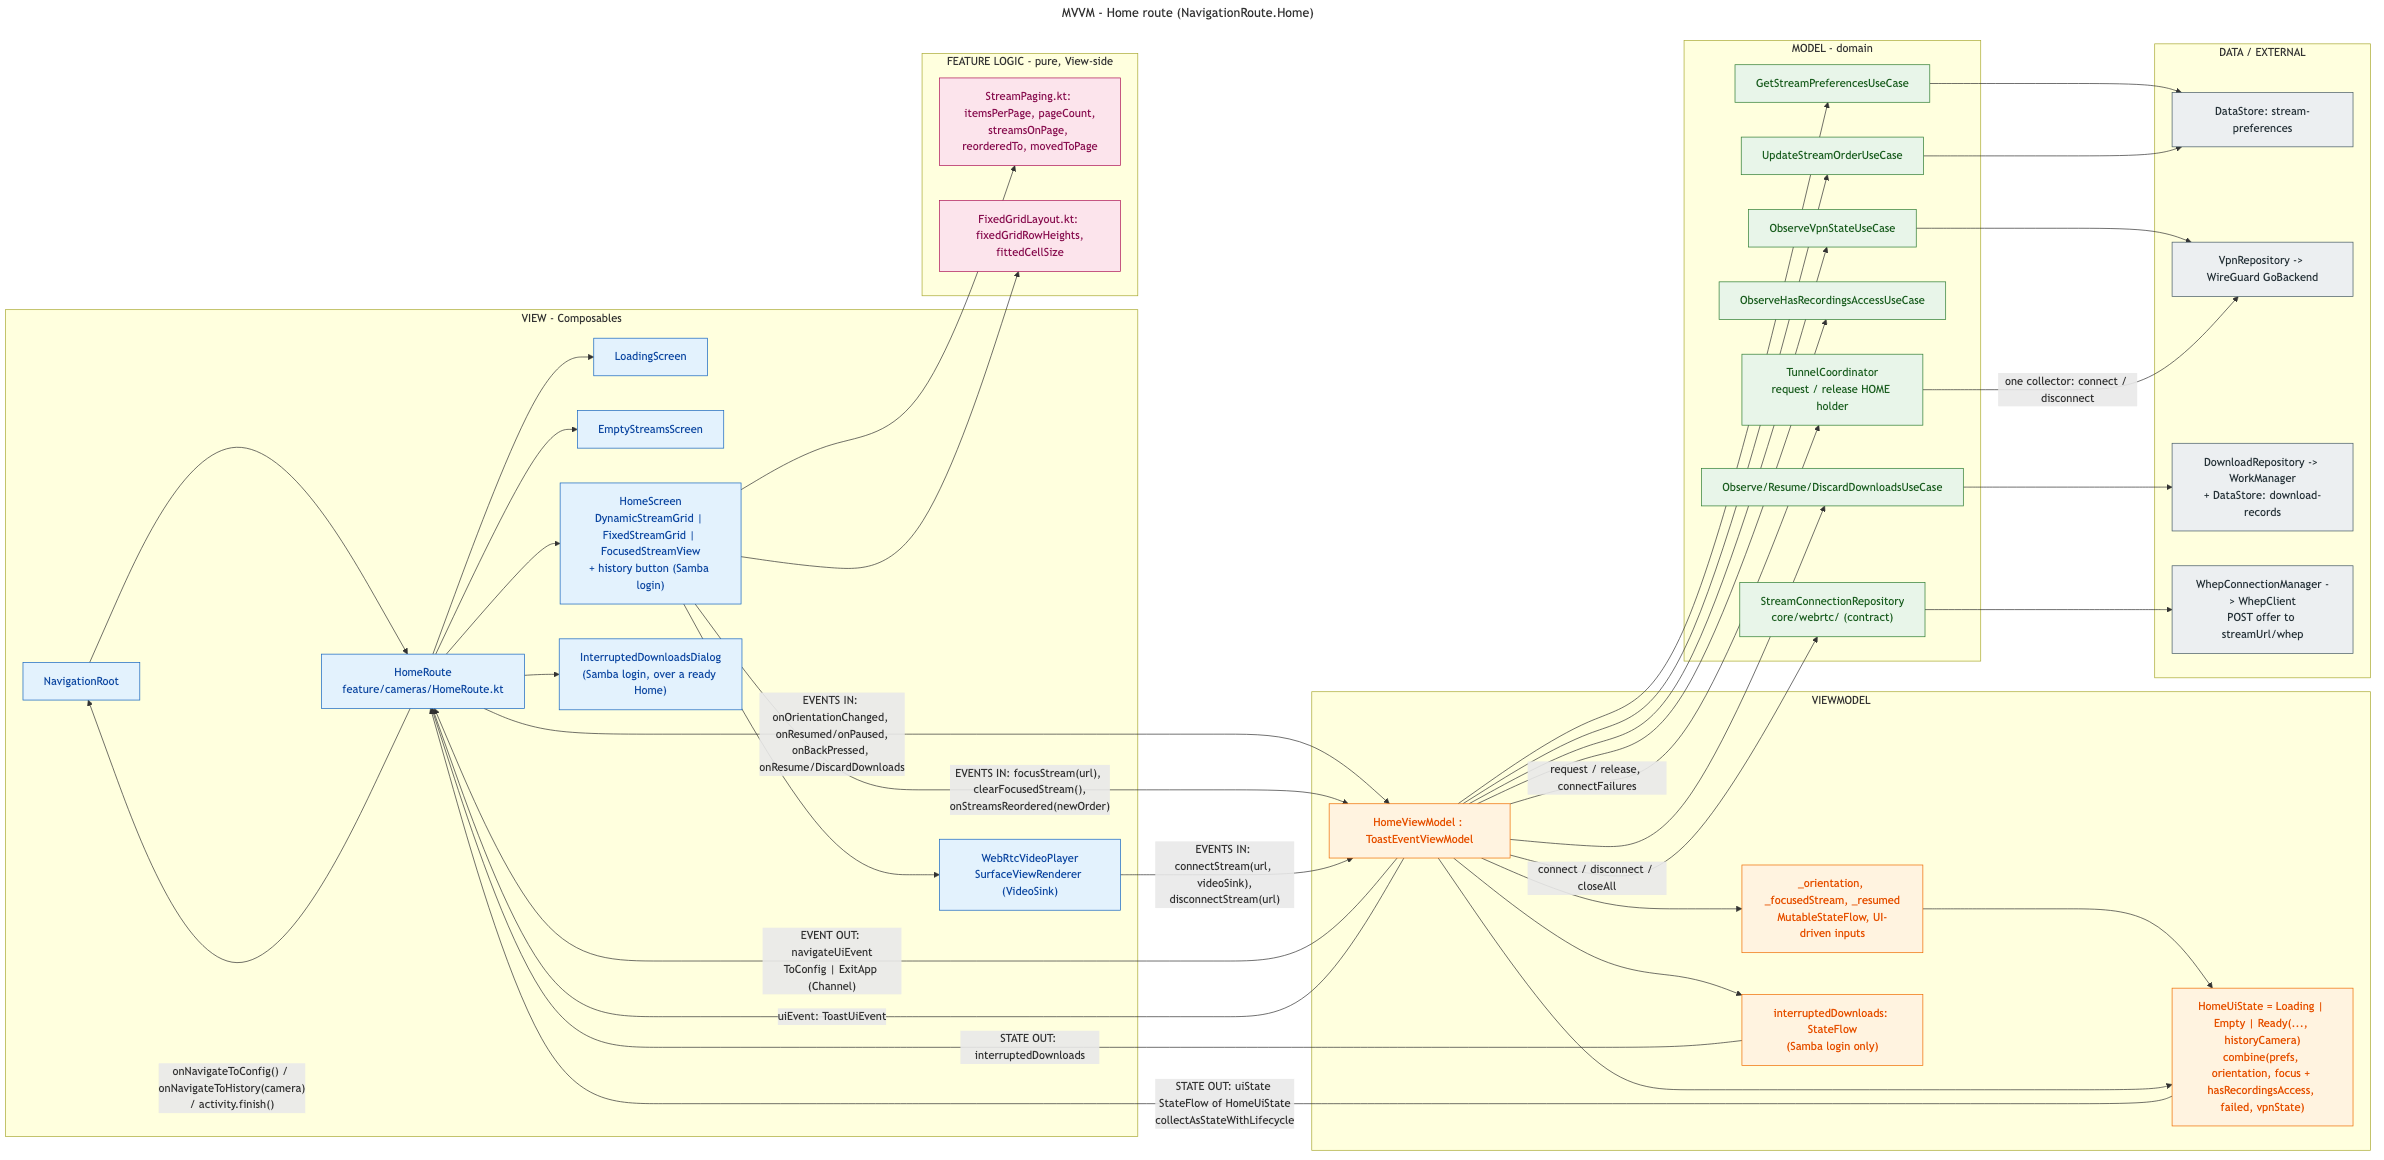 MVVM - Home route (NavigationRoute.Home)
FEATURE LOGIC - pure, View-side
StreamPaging.kt:
itemsPerPage, pageCount,
streamsOnPage,
reorderedTo, movedToPage
FixedGridLayout.kt:
fixedGridRowHeights,
fittedCellSize
VIEW - Composables
LoadingScreen
EmptyStreamsScreen
HomeScreen
DynamicStreamGrid |
FixedStreamGrid |
FocusedStreamView
+ history button (Samba
login)
InterruptedDownloadsDialog
(Samba login, over a ready
Home)
NavigationRoot
HomeRoute
feature/cameras/HomeRoute.kt
EVENTS IN:
onOrientationChanged,
onResumed/onPaused,
onBackPressed,
onResume/DiscardDownloads
EVENTS IN: focusStream(url),
clearFocusedStream(),
onStreamsReordered(newOrder)
WebRtcVideoPlayer
SurfaceViewRenderer
(VideoSink)
EVENTS IN:
connectStream(url,
videoSink),
disconnectStream(url)
EVENT OUT:
navigateUiEvent
ToConfig | ExitApp
(Channel)
uiEvent: ToastUiEvent
STATE OUT:
interruptedDownloads
onNavigateToConfig() /
onNavigateToHistory(camera)
/ activity.finish()
STATE OUT: uiState
StateFlow of HomeUiState
collectAsStateWithLifecycle
MODEL - domain
GetStreamPreferencesUseCase
UpdateStreamOrderUseCase
ObserveVpnStateUseCase
ObserveHasRecordingsAccessUseCase
TunnelCoordinator
request / release HOME
holder
Observe/Resume/DiscardDownloadsUseCase
StreamConnectionRepository
core/webrtc/ (contract)
one collector: connect /
disconnect
DATA / EXTERNAL
DataStore: stream-
preferences
VpnRepository ->
WireGuard GoBackend
DownloadRepository ->
WorkManager
+ DataStore: download-
records
WhepConnectionManager -
> WhepClient
POST offer to
streamUrl/whep
VIEWMODEL
request / release,
connectFailures
HomeViewModel :
ToastEventViewModel
connect / disconnect /
closeAll
_orientation,
_focusedStream, _resumed
MutableStateFlow, UI-
driven inputs
interruptedDownloads:
StateFlow
(Samba login only)
HomeUiState = Loading |
Empty | Ready(...,
historyCamera)
combine(prefs,
orientation, focus +
hasRecordingsAccess,
failed, vpnState)